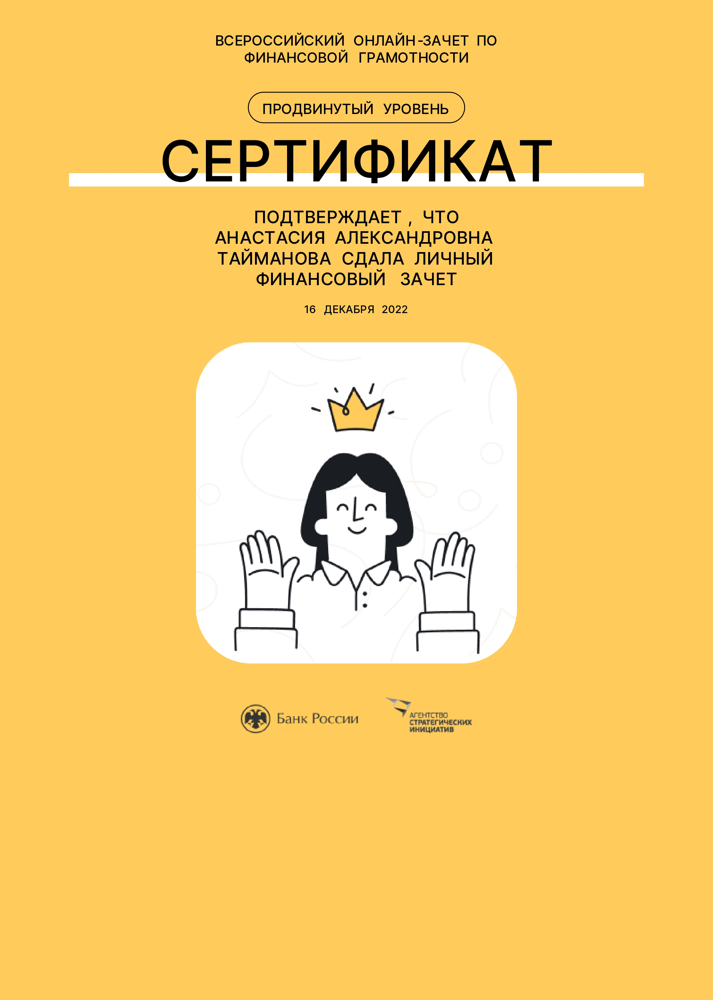 ВСЕРОССИЙСКИЙ ОНЛАЙН-ЗАЧЕТ ПО
ФИНАНСОВОЙ ГРАМОТНОСТИ
ПРОДВИНУТЫЙ УРОВЕНЬ
СЕРТИФИКАТ
ПОДТВЕРЖДАЕТ , ЧТО
АНАСТАСИЯ АЛЕКСАНДРОВНА
ТАЙМАНОВА СДАЛА ЛИЧНЫЙ
ФИНАНСОВЫЙ ЗАЧЕТ
16 ДЕКАБРЯ 2022
Банк России
АГЕНТСТВО
СТРАТЕГИЧЕСКИХ
ИНИЦИАТИВ